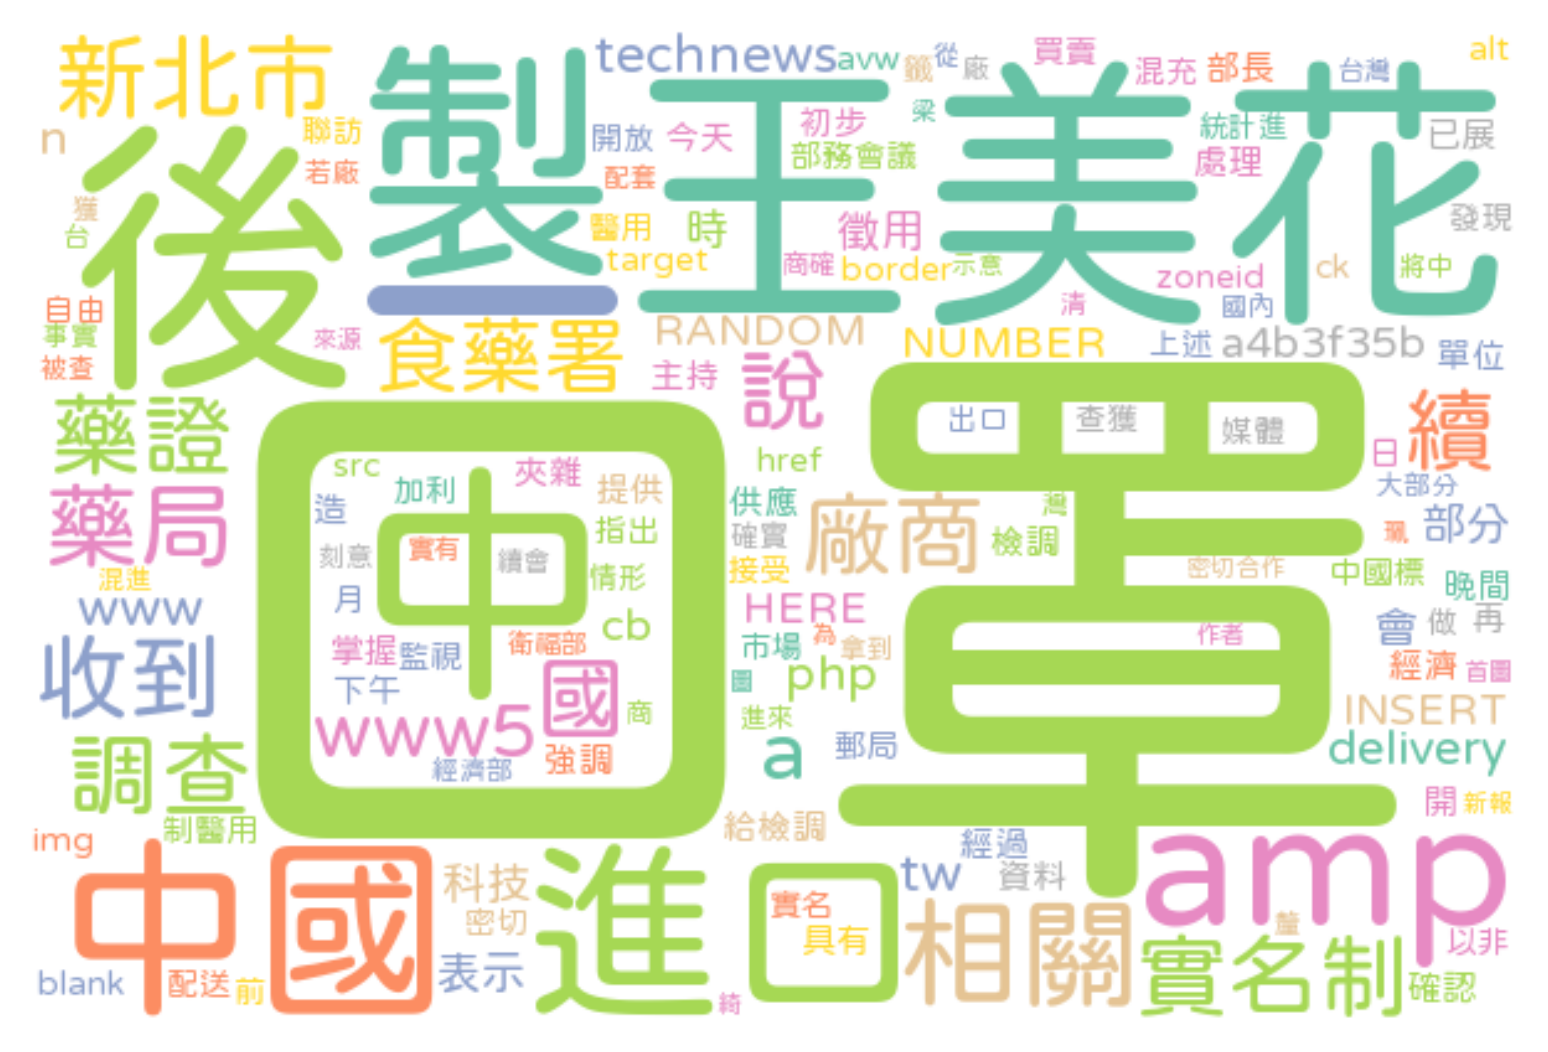 新北市
製
technews
avw
籤
從
廠
買賣
混充
部長
台灣
alt
n
後
聯訪
開放
今天
初步
梁
王
美
花
統計進
已展
若廠
配套
部務會議
處理
獲
台
醫用
時
徵用
發現
target
商確
border
示意
zoneid
ck
將中
自由
一
清
國內
事實
來源
食藥署
RANDOM
NUMBER
上述
a4b3f35b
單位
被查
主持
說
藥證
口罩
出口
查獲
媒體
續
日
src
加利
夾雜
提供
href
大部分
藥局
造
中
指出
供應
廠商
灣
部分
刻意
實有
續會
確實
檢調
珮
混進
情形
接受
密切合作
中國標
晚間
www
月
cb
HERE
會
做
再
收到
掌握
監視
衛福部
市場
為
拿到
作者
經濟
首圖
下午
國
圖
php
INSERT
www5
商
進來
調查
經濟部
強調
a
郵局
delivery
制醫用
給檢調
開
新報
img
經過
amp
中國
科技
進口
實名
tw
資料
密切
具有
相關
釐
以非
blank
配送
前
表示
綺
實名制
確認